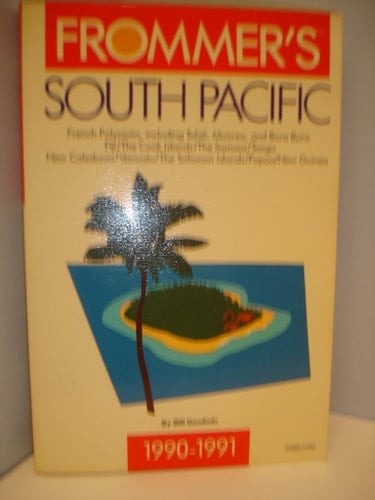 FROMMER'S
SOUTH PACIFIC
French Polynesia, including Tahiti, Moorea, and Bora Bora
Fiji/The Cook Islands/The Samoas/Tonga
New Caledonia/Vanuatu/The Solomon Islands/Papua New Guinea
By Bill Goodwin
1990-1991